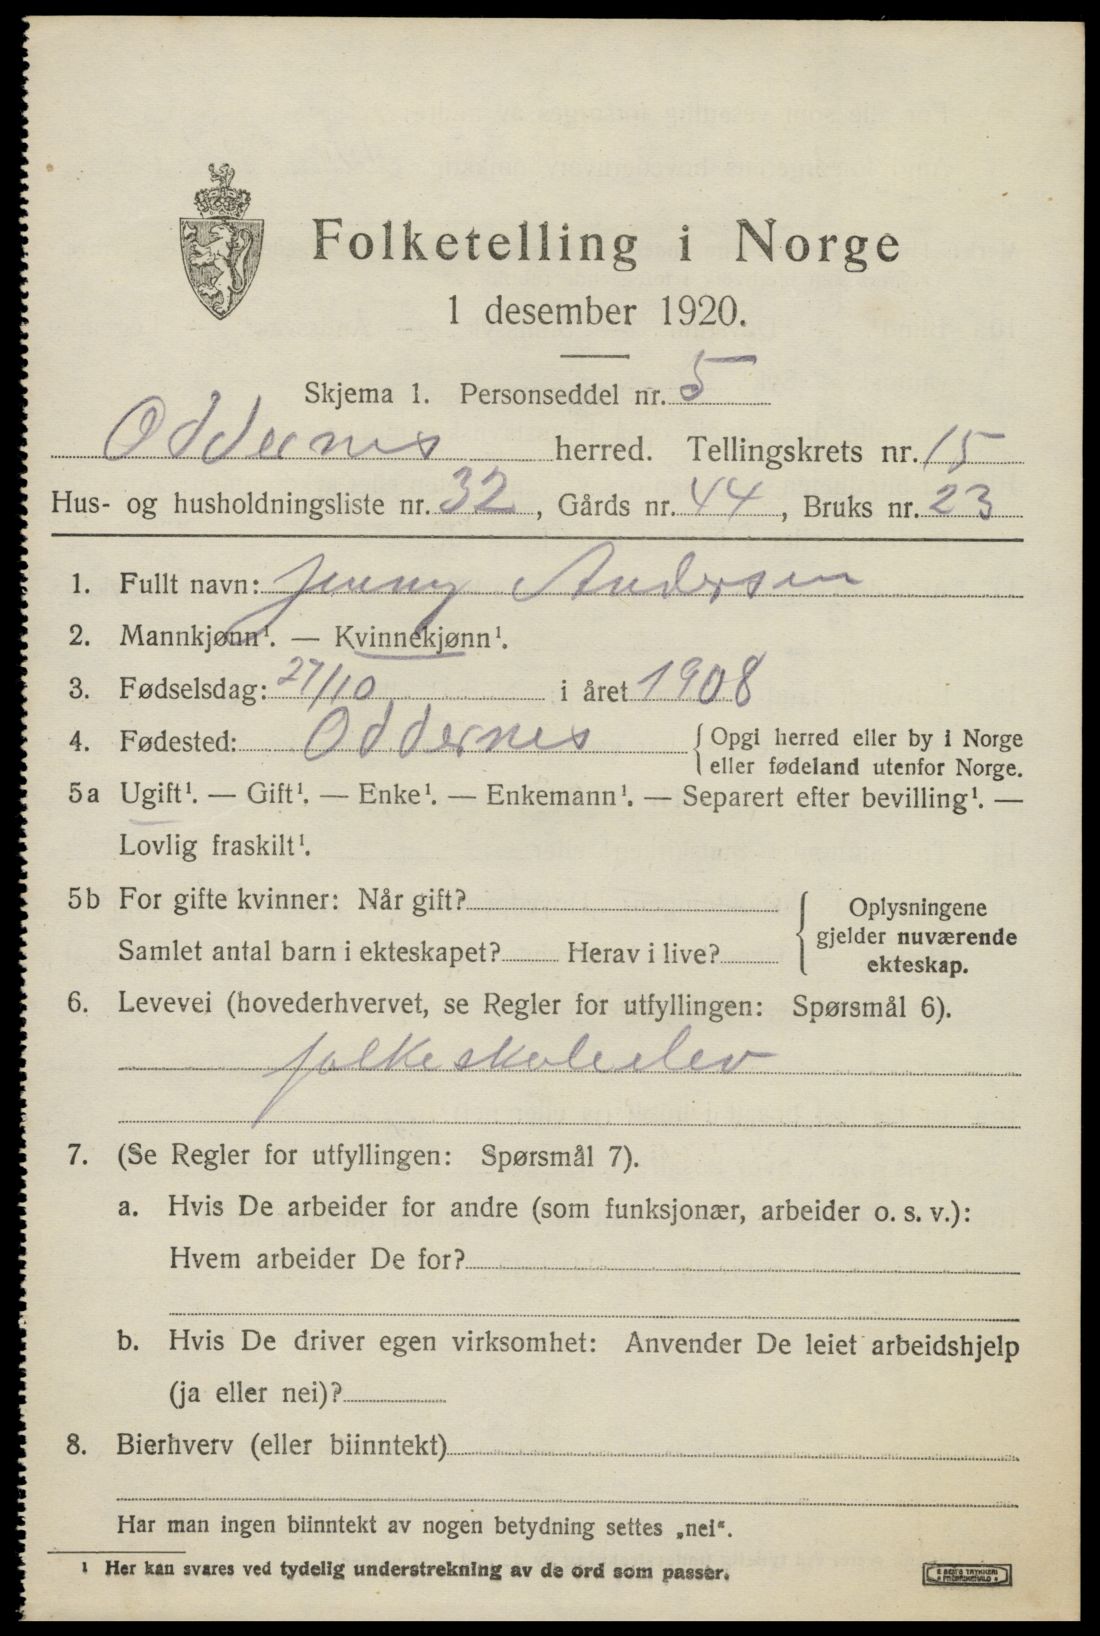 Folketelling i Norge
1 desember 1920.
Skjema 1. Personseddel nr. 5
Oddernes herred. Tellingskrets nr. 15
Hus- og husholdningsliste nr. 32, Gårds nr. 44, Bruks nr. 23
1. Fullt navn: Jenny Andersen
2. Mannkjønn¹. — Kvinnekjønn¹.
3. Fødselsdag: 27/10 i året 1908
4. Fødested: Oddernes { Opgi herred eller by i Norge
eller fødeland utenfor Norge.
5a Ugift¹. — Gift¹. — Enke¹. — Enkemann¹. — Separert efter bevilling¹. —
Lovlig fraskilt¹.
5b For gifte kvinner: Når gift?
Samlet antal barn i ekteskapet? Herav i live?
{ Oplysningene
gjelder nuværende
ekteskap.
6. Levevei (hovederhvervet, se Regler for utfyllingen: Spørsmål 6).
folkeskoleelev
7. (Se Regler for utfyllingen: Spørsmål 7).
a. Hvis De arbeider for andre (som funksjonær, arbeider o. s. v.):
Hvem arbeider De for?
b. Hvis De driver egen virksomhet: Anvender De leiet arbeidshjelp
(ja eller nei)?
8. Bierhverv (eller biinntekt)
Har man ingen biinntekt av nogen betydning settes „nei“.
¹ Her kan svares ved tydelig understrekning av de ord som passer.